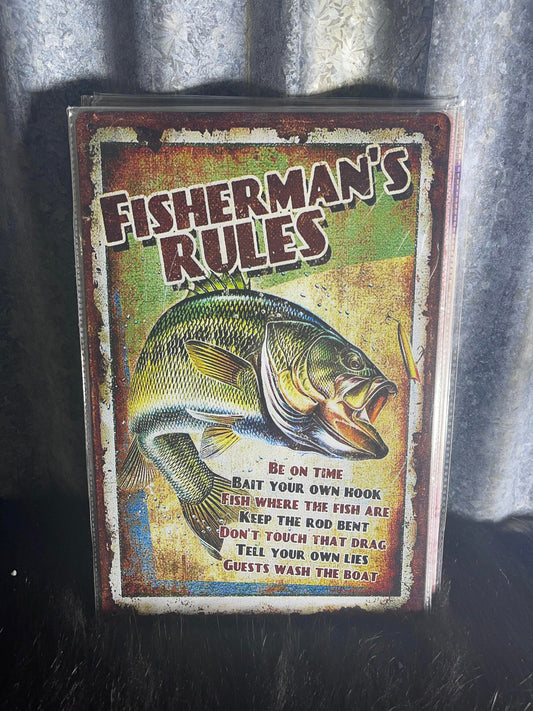 FISHERMAN'S
RULES
BE ON TIME
BAIT YOUR OWN HOOK
FISH WHERE THE FISH ARE
KEEP THE ROD BENT
DON'T TOUCH THAT DRAG
TELL YOUR OWN LIES
GUESTS WASH THE BOAT